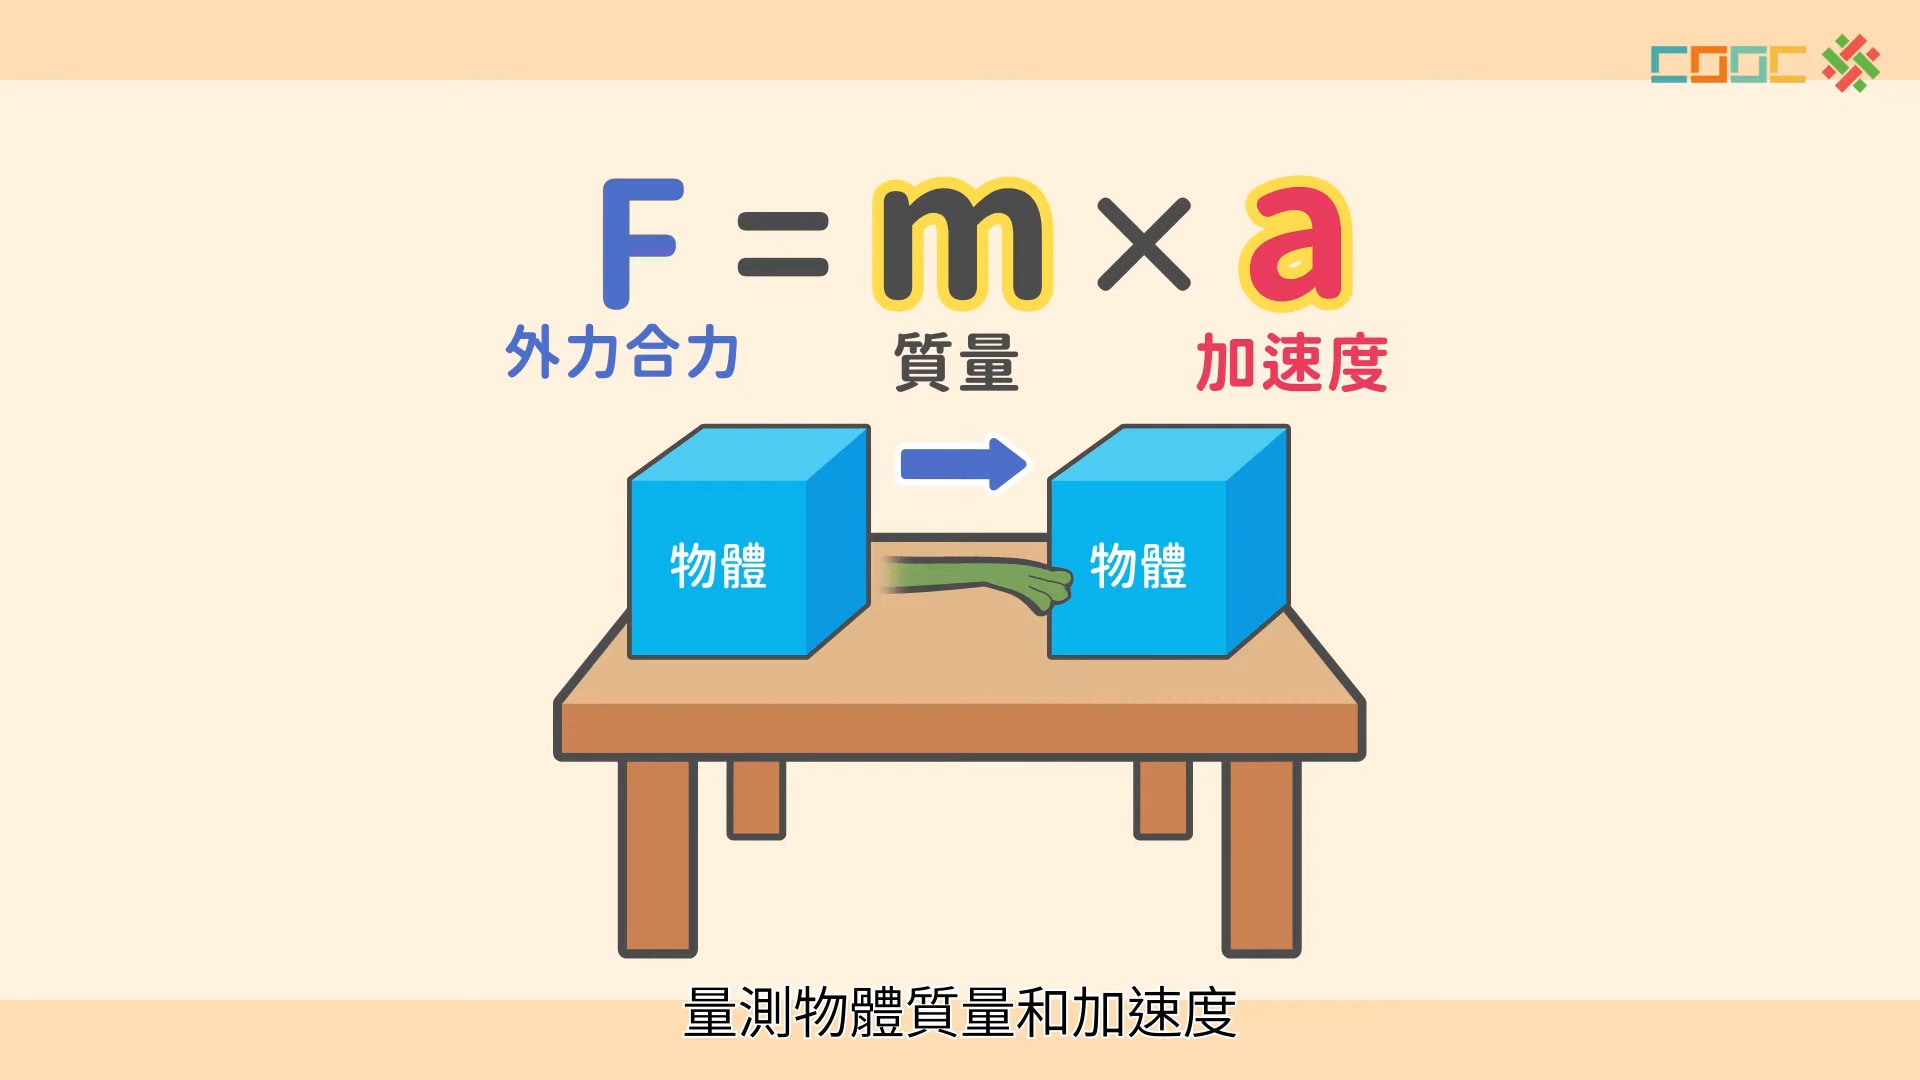 COOC
F = m × a
外力合力 質量 加速度
物體 物體
量測物體質量和加速度